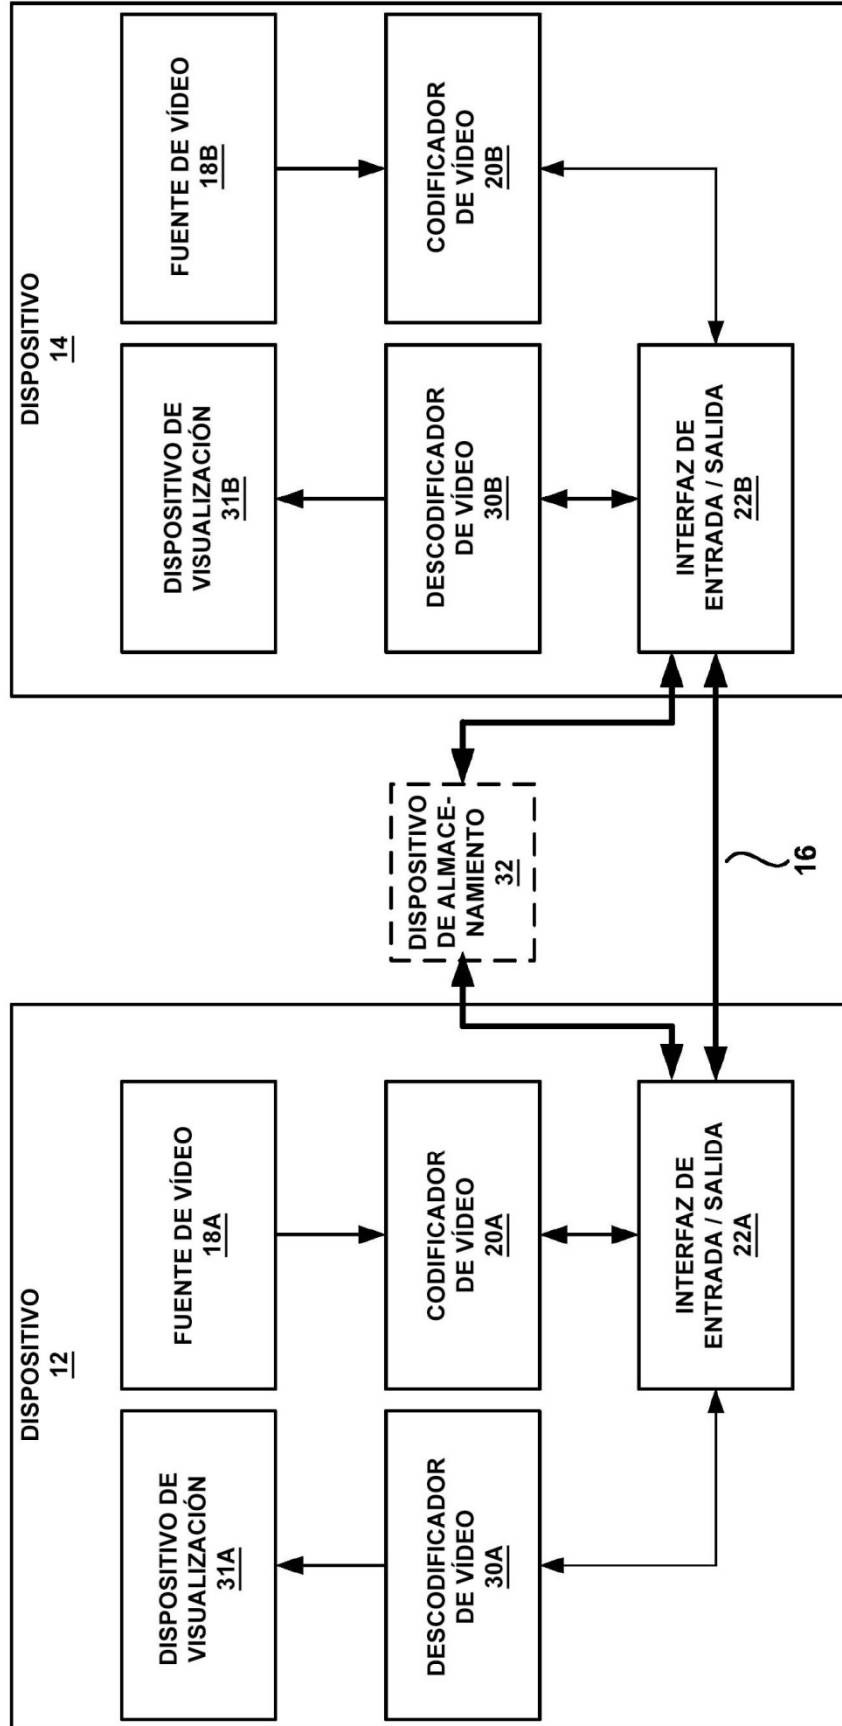 DISPOSITIVO
12
DISPOSITIVO DE
VISUALIZACIÓN
31A
FUENTE DE VÍDEO
18A
DESCODIFICADOR
DE VÍDEO
30A
CODIFICADOR
DE VÍDEO
20A
INTERFAZ DE
ENTRADA / SALIDA
22A
DISPOSITIVO
DE ALMACE-
NAMIENTO
32
16
DISPOSITIVO
14
DISPOSITIVO DE
VISUALIZACIÓN
31B
FUENTE DE VÍDEO
18B
DESCODIFICADOR
DE VÍDEO
30B
CODIFICADOR
DE VÍDEO
20B
INTERFAZ DE
ENTRADA / SALIDA
22B